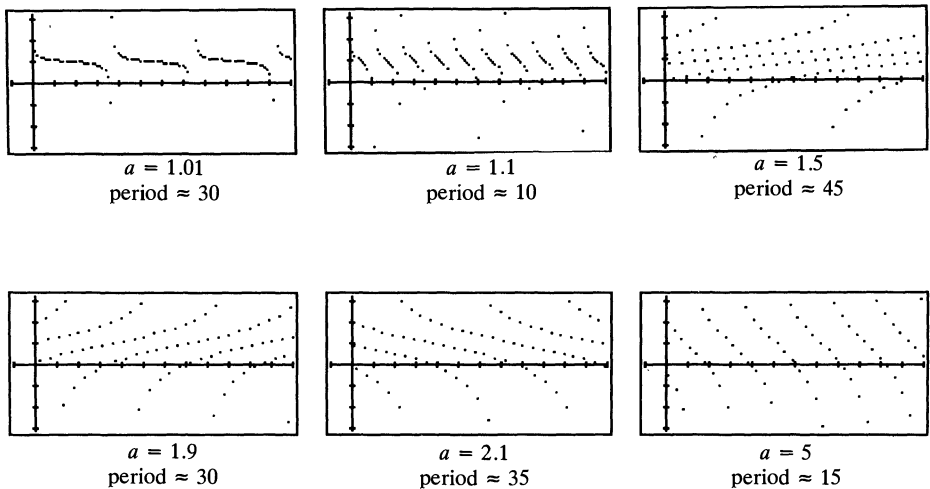 a = 1.01
period ≈ 30
a = 1.1
period ≈ 10
a = 1.5
period ≈ 45
a = 1.9
period ≈ 30
a = 2.1
period ≈ 35
a = 5
period ≈ 15